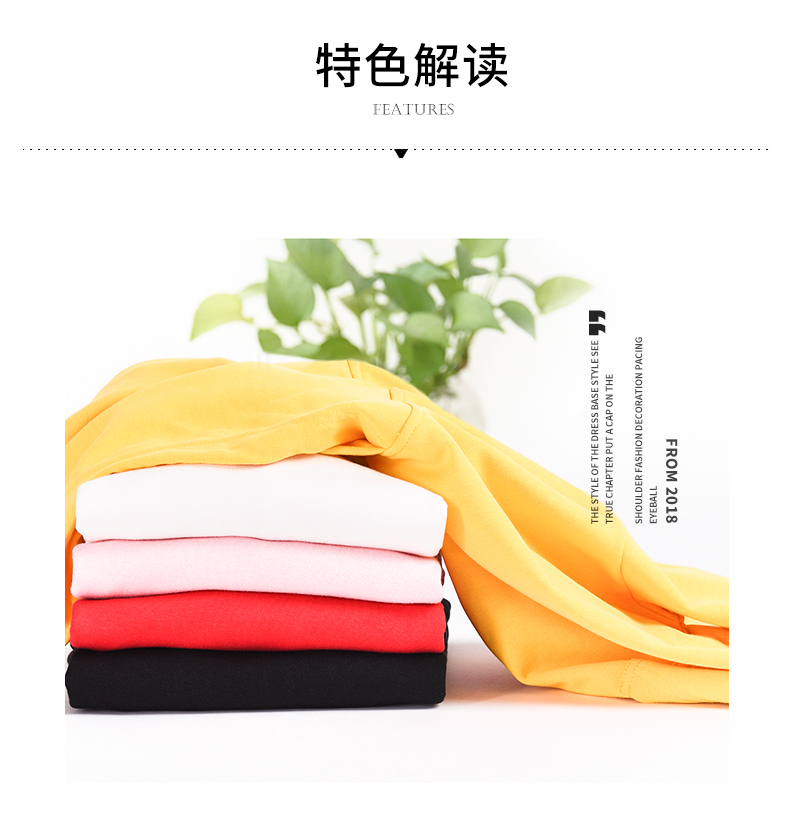 特色解读
FEATURES
THE STYLE OF THE DRESS BASE STYLE SEE
TRUE CHAPTER PUT A CAP ON THE
SHOULDER FASHION DECORATION PACING
EYEBALL
FROM 2018